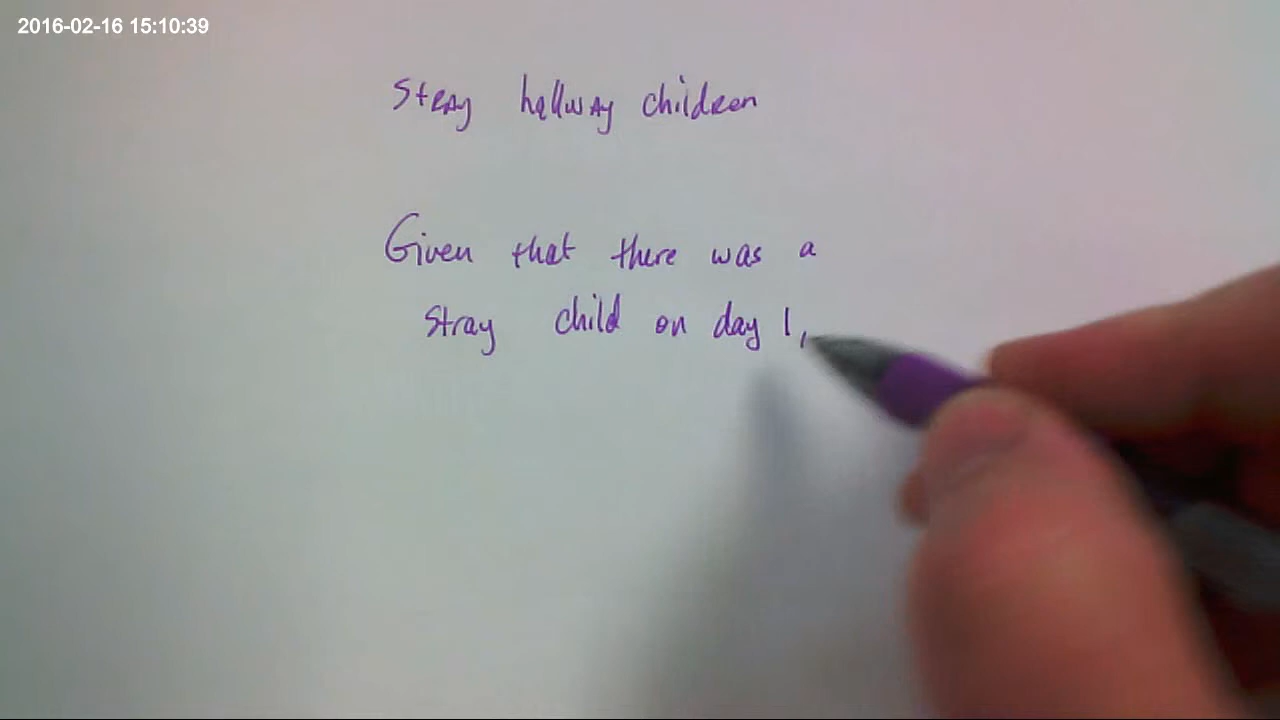 2016-02-16 15:10:39
Stray hallway children
Given that there was a
stray child on day 1,